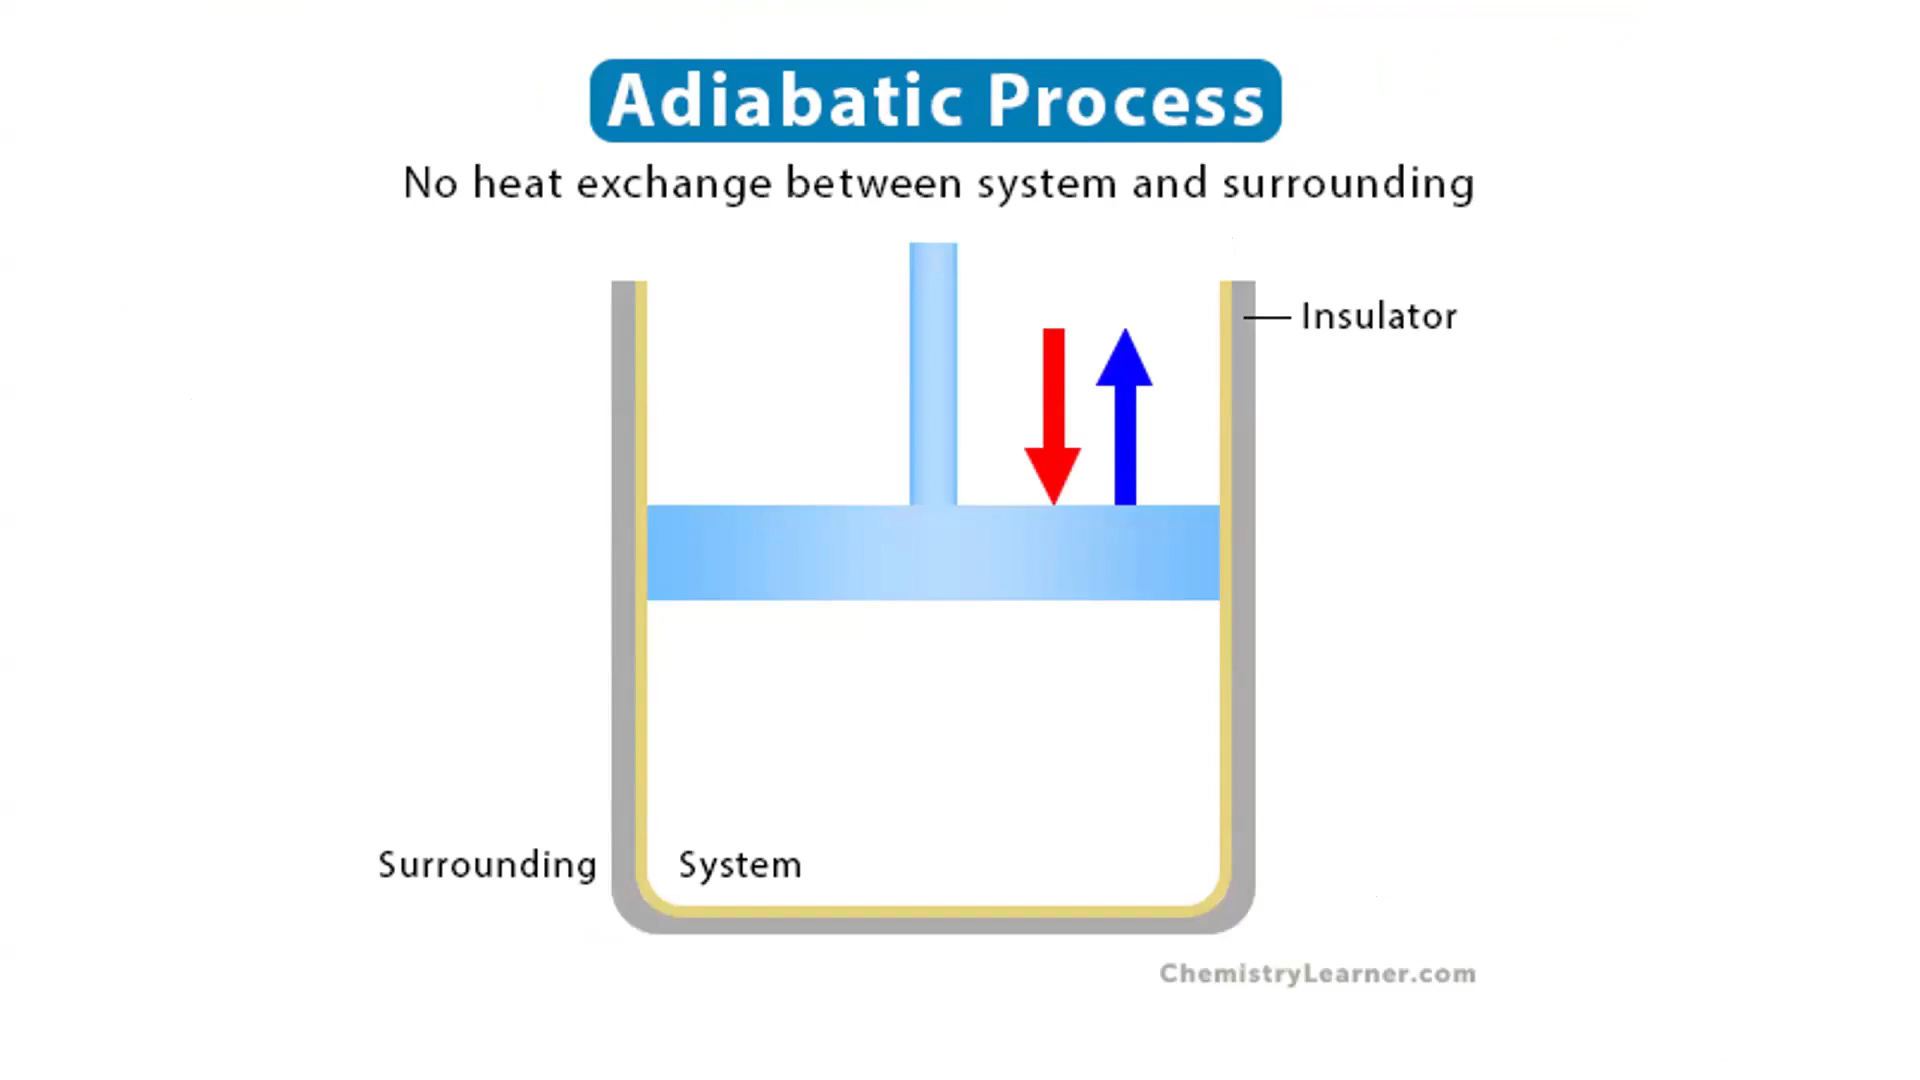 Adiabatic Process
No heat exchange between system and surrounding
Insulator
Surrounding
System
ChemistryLearner.com